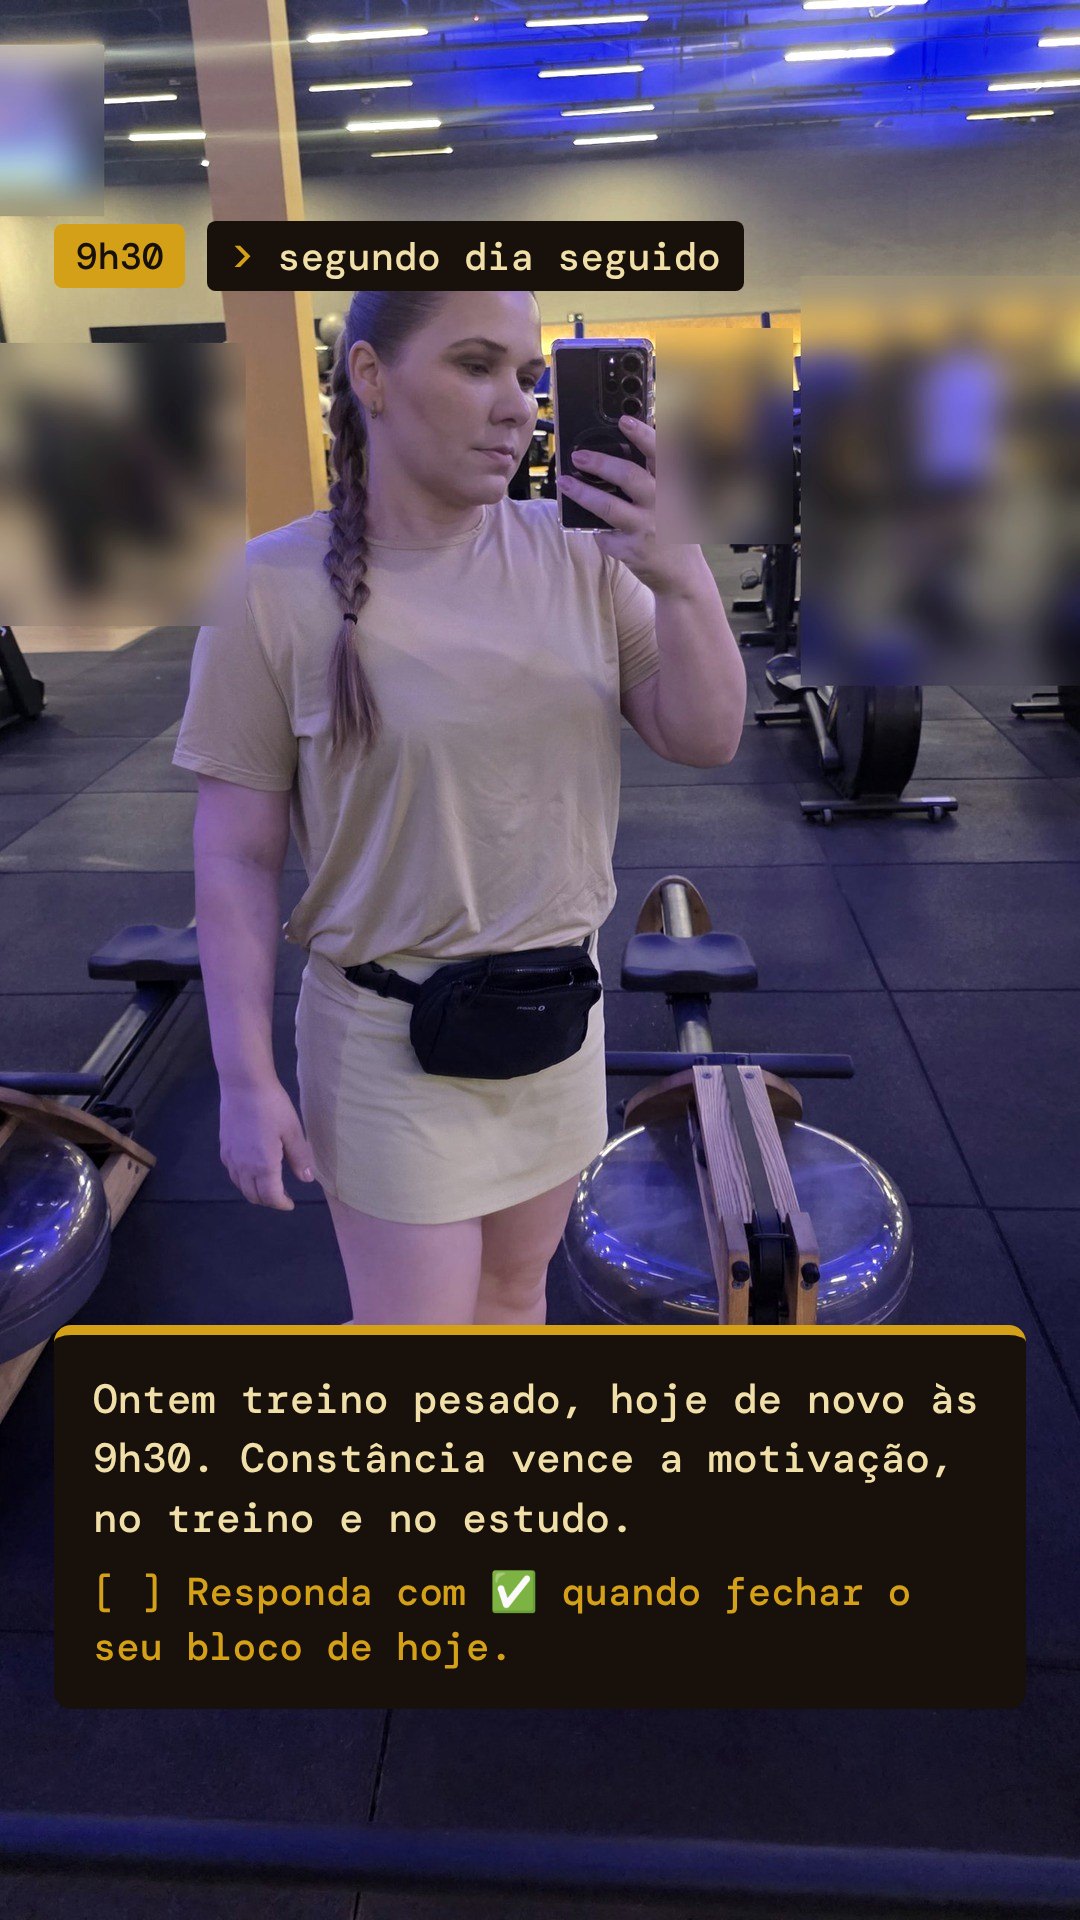 9h30 > segundo dia seguido
Ontem treino pesado, hoje de novo às
9h30. Constância vence a motivação,
no treino e no estudo.
[ ] Responda com ✅ quando fechar o
seu bloco de hoje.